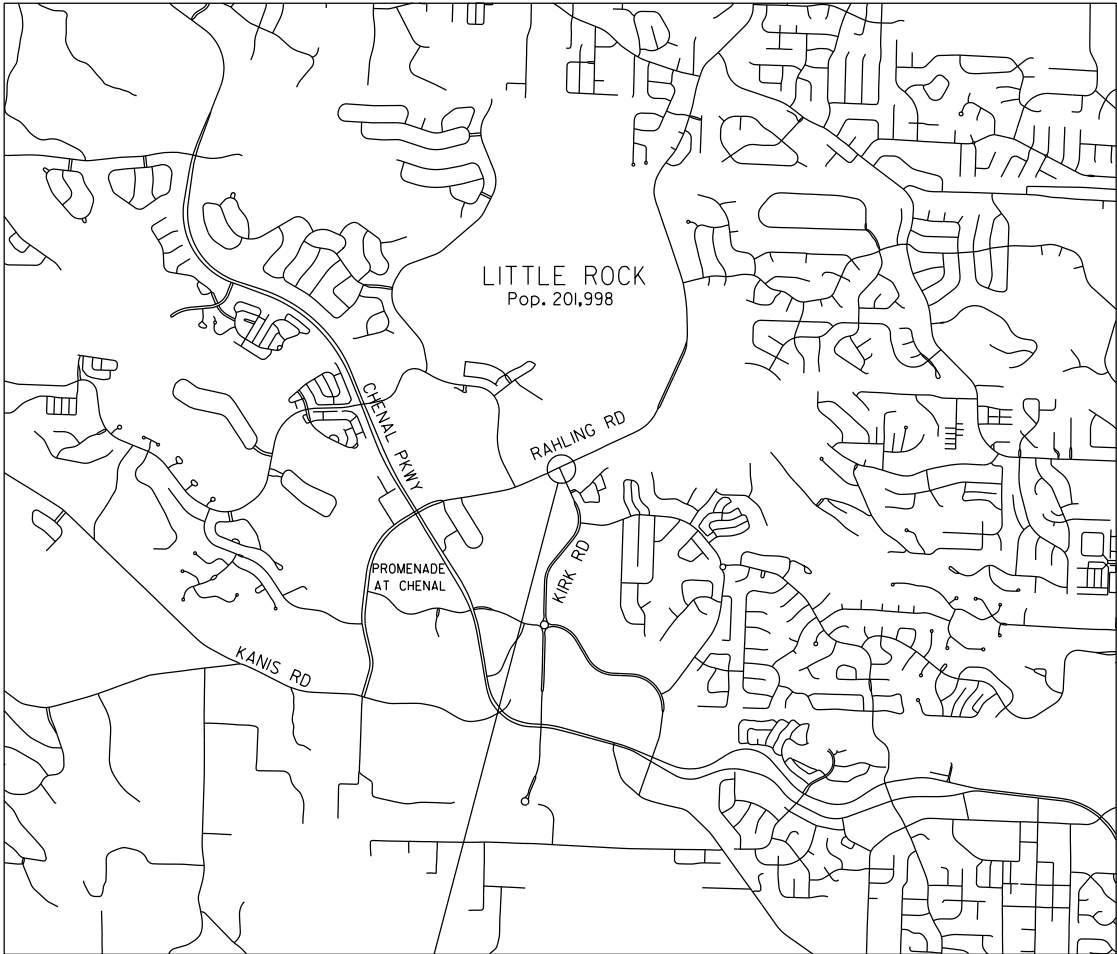 LITTLE ROCK
Pop. 201,998
CHENAL PKWY
RAHLING RD
PROMENADE
AT CHENAL
KIRK RD
KANIS RD